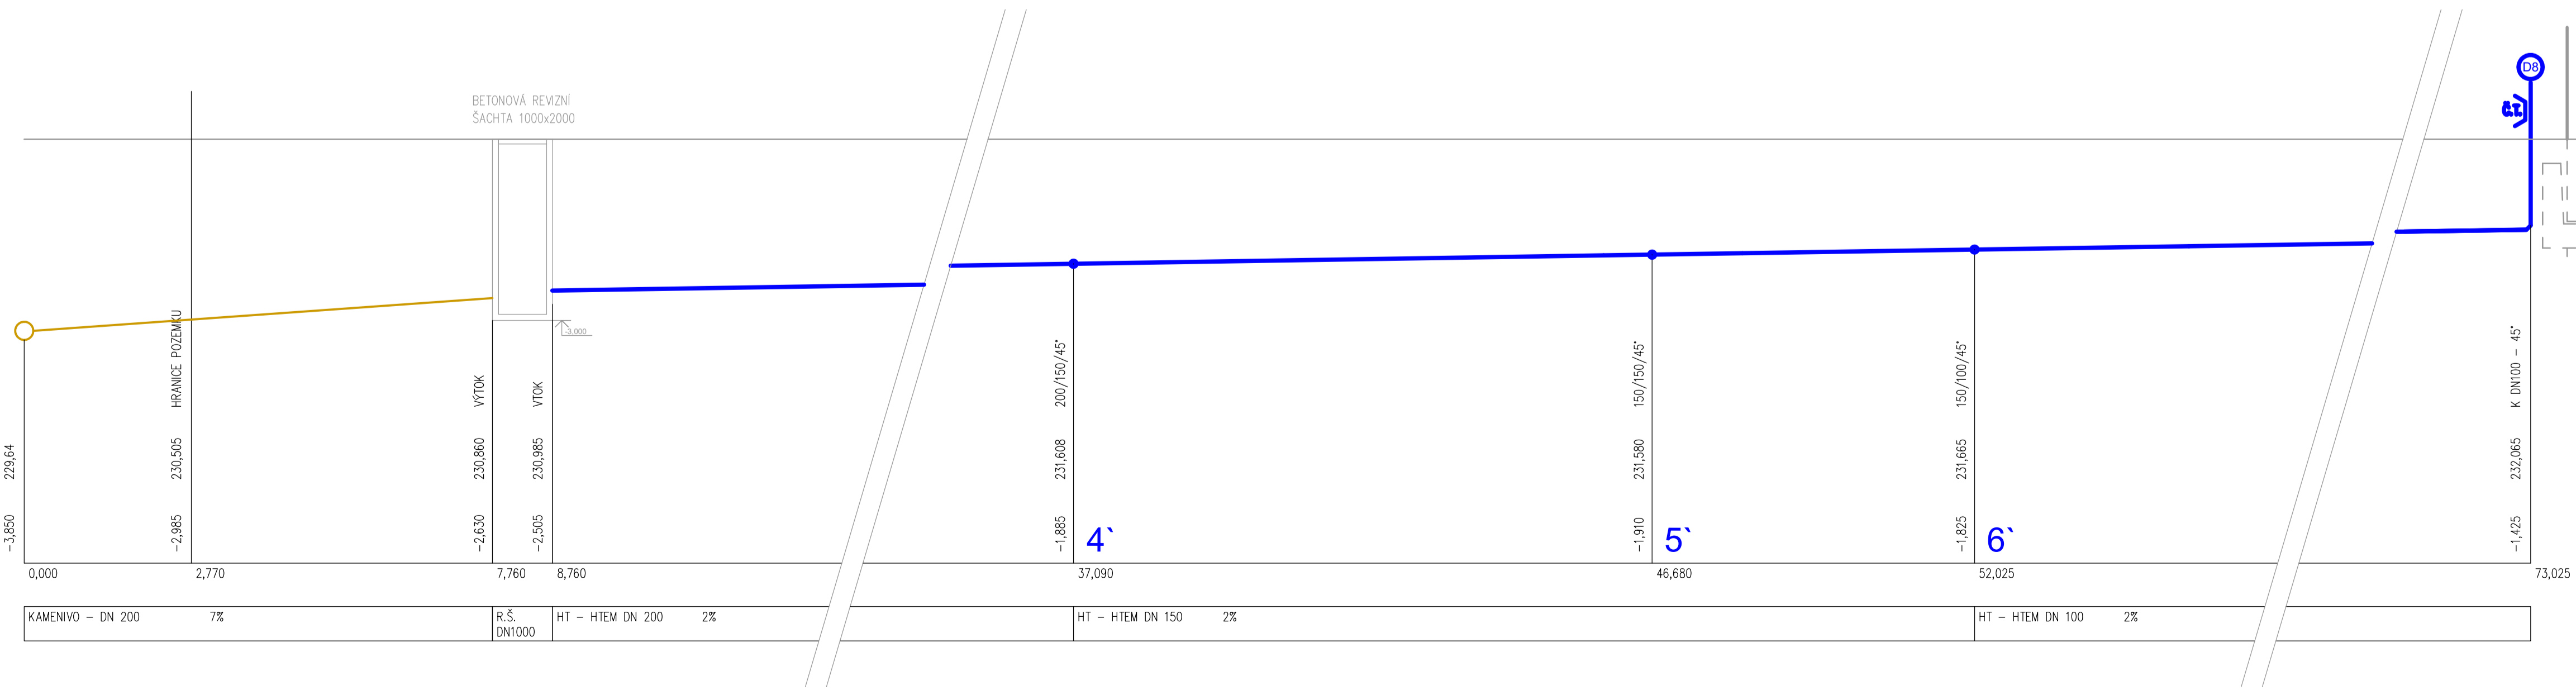 D8
Č.T.
BETONOVÁ REVIZNÍ
ŠACHTA 1000x2000
-3,000
-3,850 229,64
-2,985 230,505 HRANICE POZEMKU
-2,630 230,860 VÝTOK
-2,505 230,985 VTOK
-1,885 231,608 200/150/45°
4`
-1,910 231,580 150/150/45°
5`
-1,825 231,665 150/100/45°
6`
-1,425 232,065 K DN100 - 45°
0,000 2,770 7,760 8,760 37,090 46,680 52,025 73,025
KAMENIVO - DN 200 7% R.Š. HT - HTEM DN 200 2% HT - HTEM DN 150 2% HT - HTEM DN 100 2%
DN1000